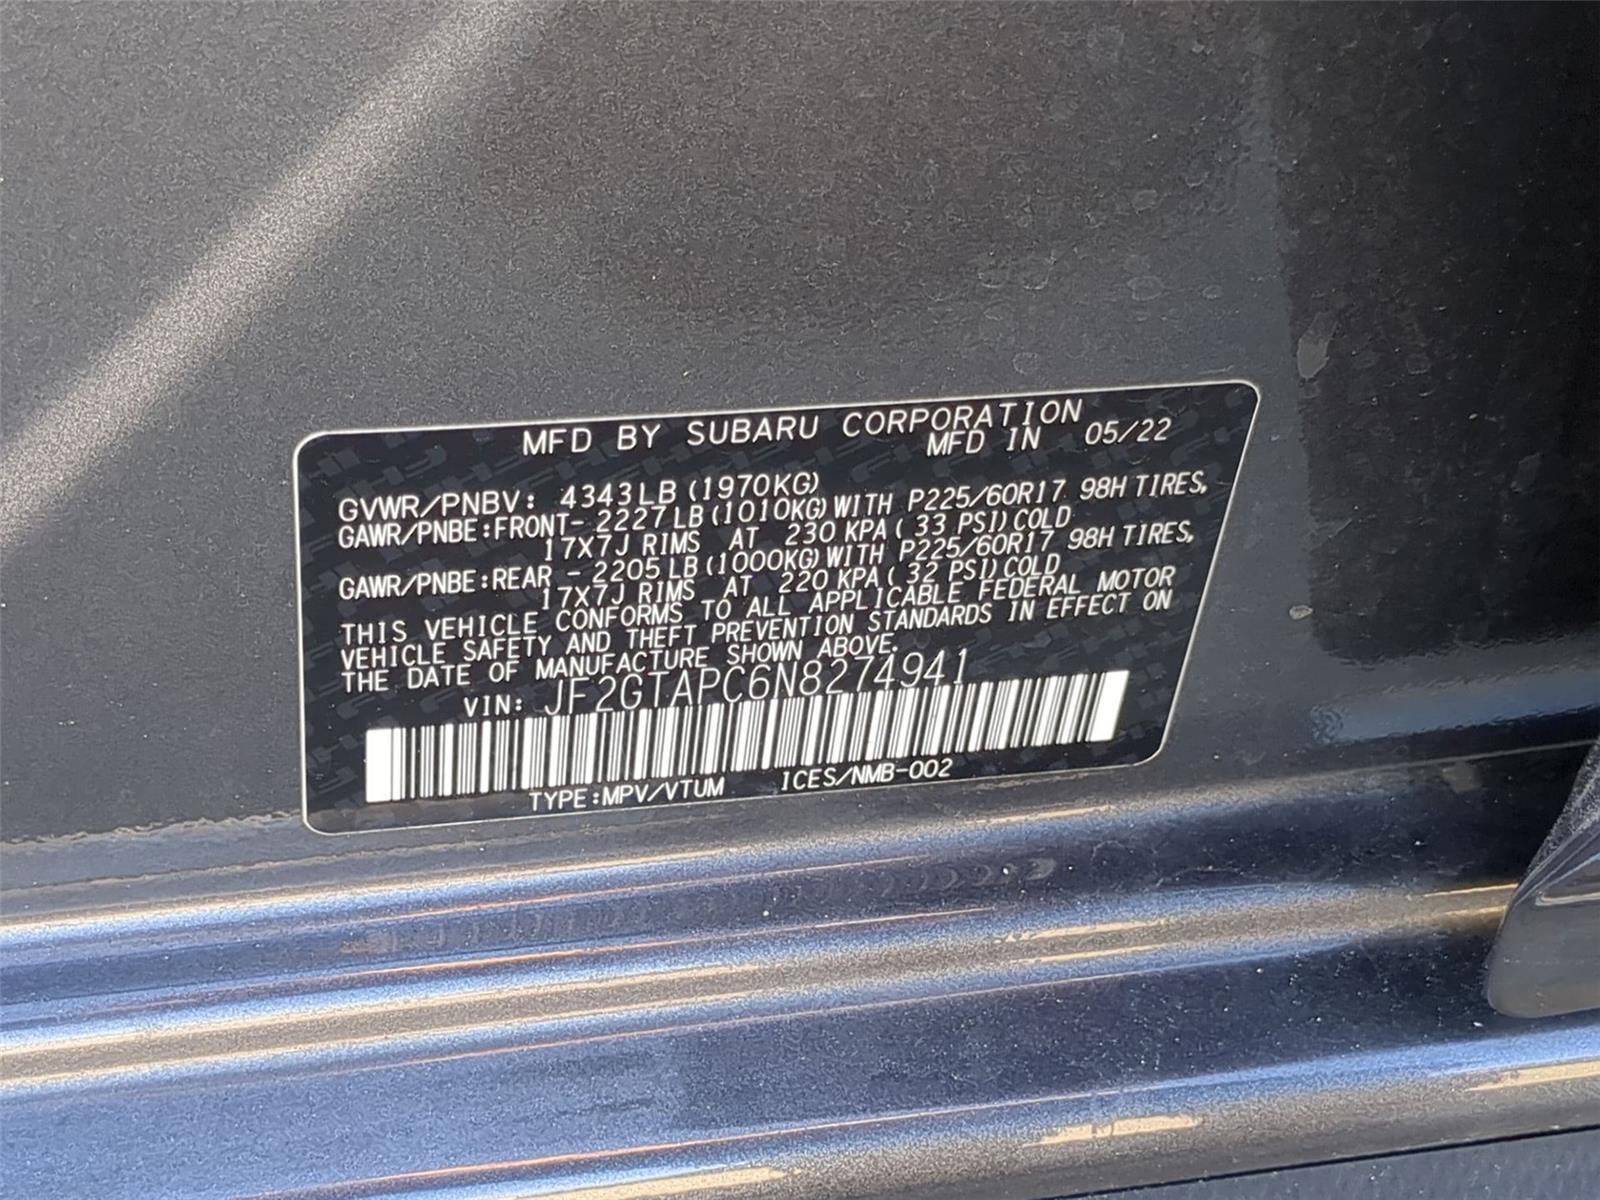 MFD BY SUBARU CORPORATION
MFD IN 05/22
GVWR/PNBV: 4343LB (1970KG)
GAWR/PNBE:FRONT- 2227LB (1010KG) WITH P225/60R17 98H TIRES,
17X7J RIMS AT 230 KPA ( 33 PSI) COLD
GAWR/PNBE:REAR - 2205LB (1000KG) WITH P225/60R17 98H TIRES,
17X7J RIMS AT 220 KPA ( 32 PSI) COLD
THIS VEHICLE CONFORMS TO ALL APPLICABLE FEDERAL MOTOR
VEHICLE SAFETY AND THEFT PREVENTION STANDARDS IN EFFECT ON
THE DATE OF MANUFACTURE SHOWN ABOVE.
VIN: JF2GTAPC6N8274941
TYPE:MPV/VTUM ICES/NMB-002